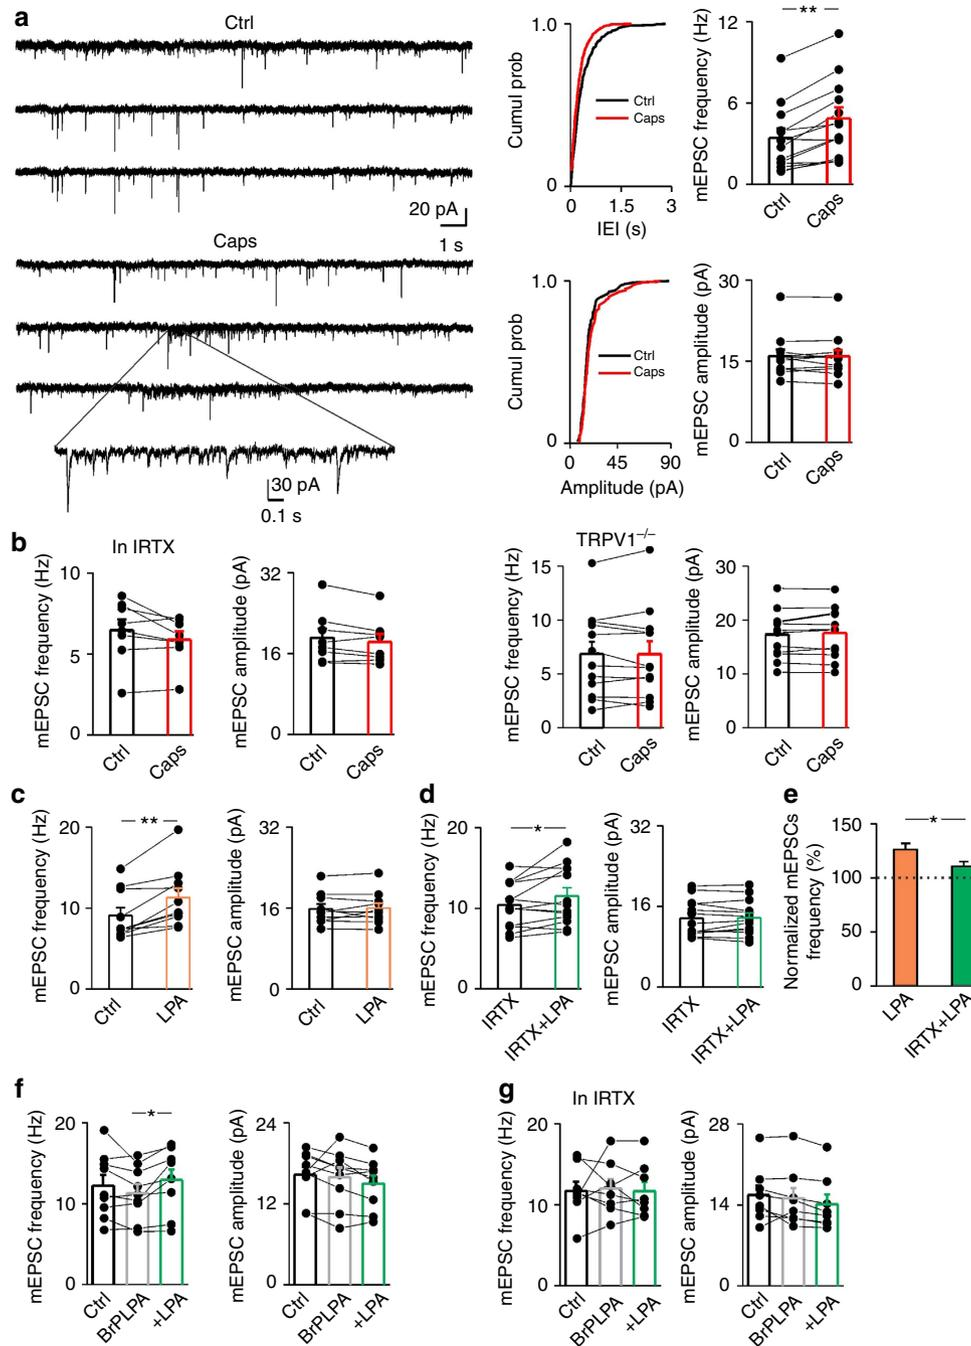 a
Ctrl
20 pA
1 s
Caps
30 pA
0.1 s
Cumul prob
1.0
0
Ctrl
Caps
0 1.5 3
IEI (s)
mEPSC frequency (Hz)
12
6
0
**
Ctrl Caps
Cumul prob
1.0
0
Ctrl
Caps
0 45 90
Amplitude (pA)
mEPSC amplitude (pA)
30
15
0
Ctrl Caps
b
In IRTX
mEPSC frequency (Hz)
10
5
0
Ctrl Caps
mEPSC amplitude (pA)
32
16
0
Ctrl Caps
TRPV1–/–
mEPSC frequency (Hz)
15
10
5
0
Ctrl Caps
mEPSC amplitude (pA)
30
20
10
0
Ctrl Caps
c
mEPSC frequency (Hz)
20
10
0
**
Ctrl LPA
mEPSC amplitude (pA)
32
16
0
Ctrl LPA
d
mEPSC frequency (Hz)
20
10
0
*
IRTX IRTX+LPA
mEPSC amplitude (pA)
32
16
0
IRTX IRTX+LPA
e
Normalized mEPSCs
frequency (%)
150
100
50
0
*
LPA IRTX+LPA
f
mEPSC frequency (Hz)
20
10
0
*
Ctrl BrPLPA +LPA
mEPSC amplitude (pA)
24
12
0
Ctrl BrPLPA +LPA
g
In IRTX
mEPSC frequency (Hz)
20
10
0
Ctrl BrPLPA +LPA
mEPSC amplitude (pA)
28
14
0
Ctrl BrPLPA +LPA